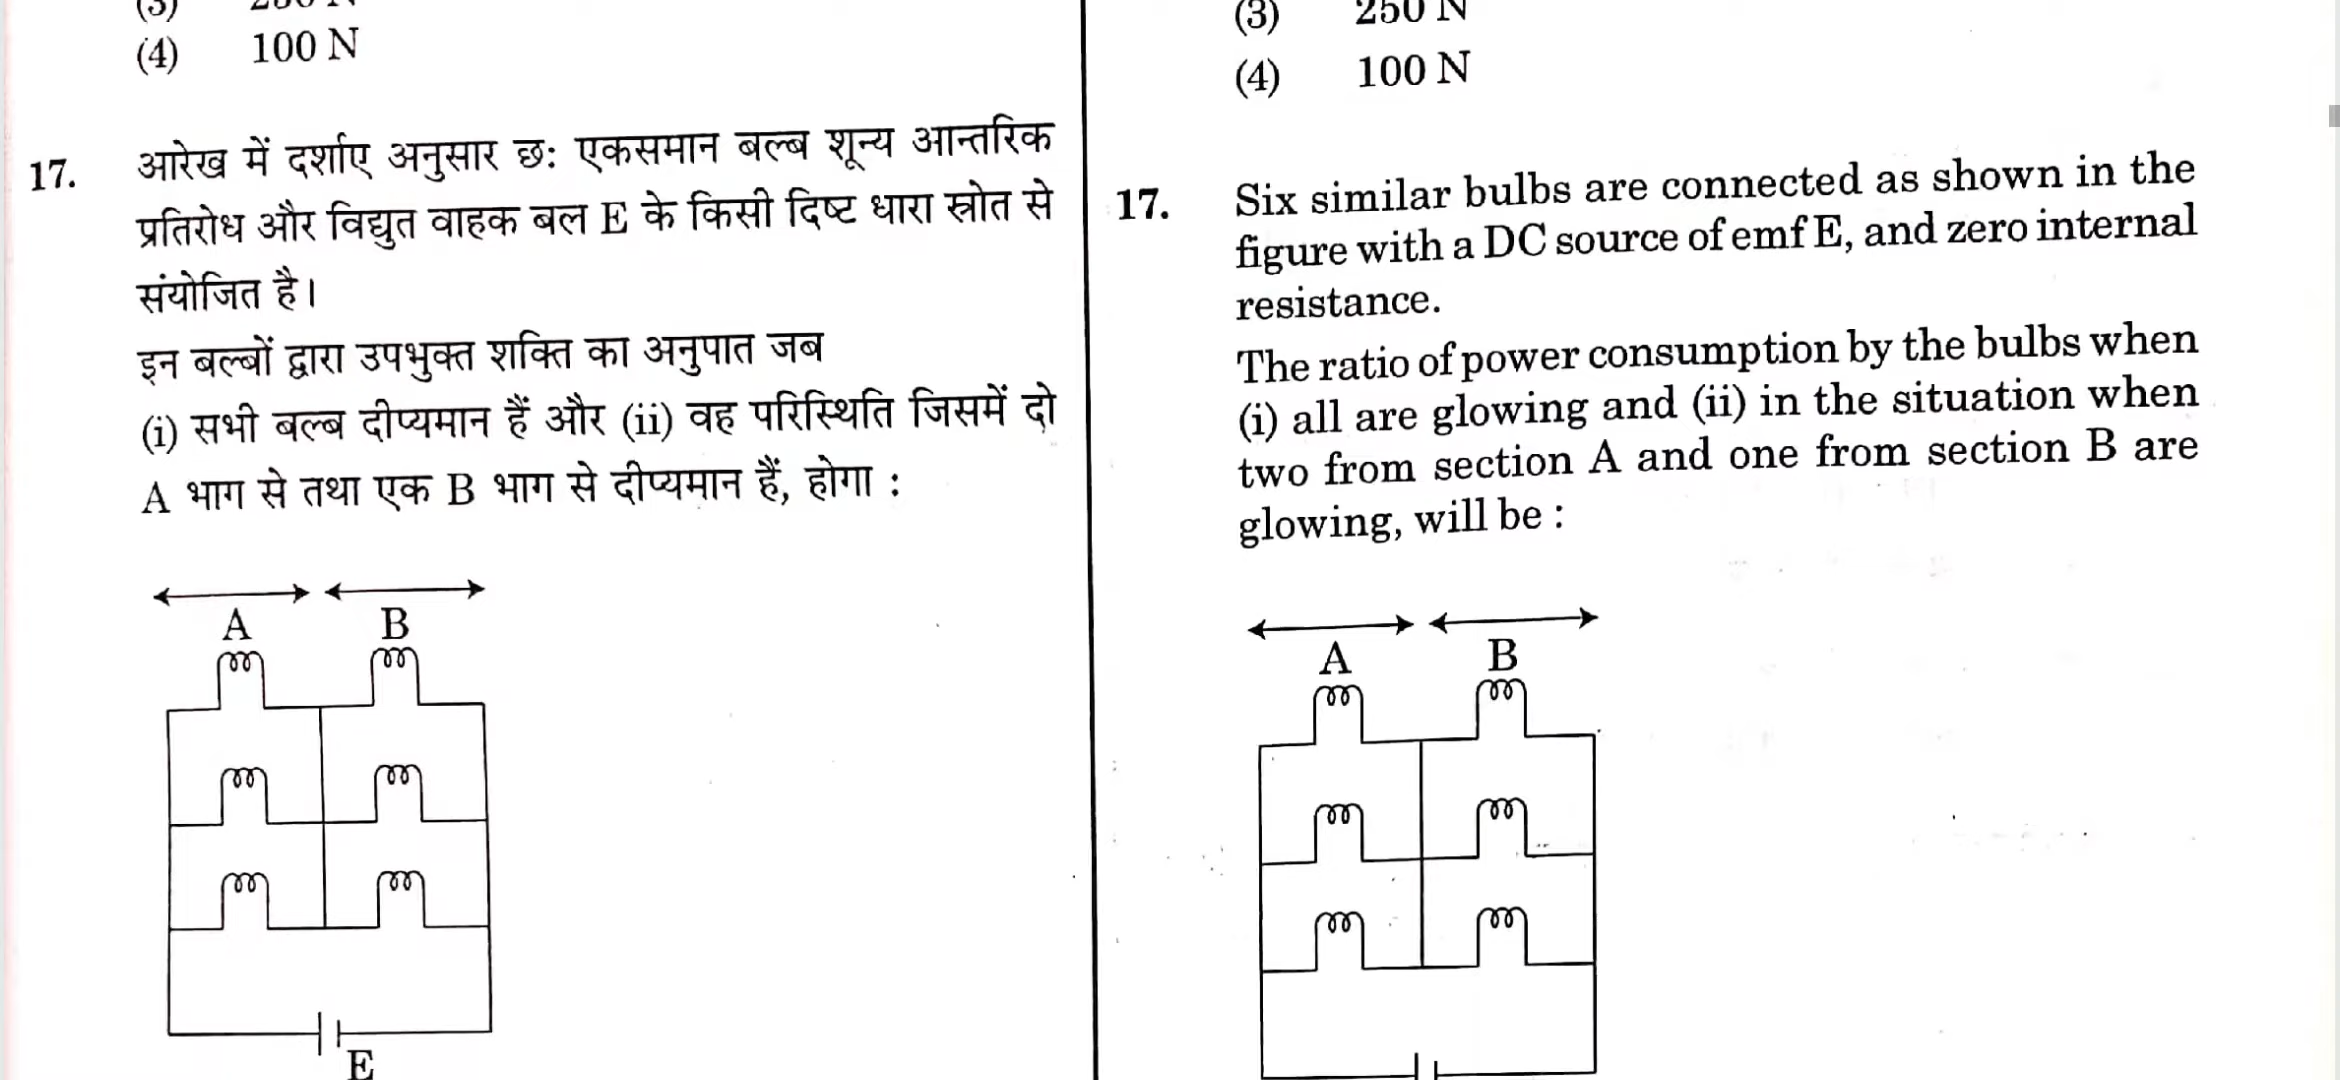 (3)
(4) 100 N
17. आरेख में दर्शाए अनुसार छः एकसमान बल्ब शून्य आन्तरिक
प्रतिरोध और विद्युत वाहक बल E के किसी दिष्ट धारा स्रोत से
संयोजित है।
इन बल्बों द्वारा उपभुक्त शक्ति का अनुपात जब
(i) सभी बल्ब दीप्यमान हैं और (ii) वह परिस्थिति जिसमें दो
A भाग से तथा एक B भाग से दीप्यमान हैं, होगा :
A B
E
(3) 250 N
(4) 100 N
17. Six similar bulbs are connected as shown in the
figure with a DC source of emf E, and zero internal
resistance.
The ratio of power consumption by the bulbs when
(i) all are glowing and (ii) in the situation when
two from section A and one from section B are
glowing, will be :
A B